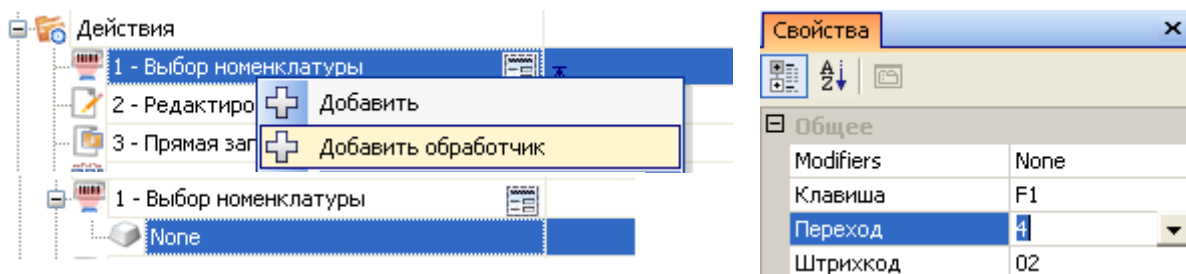 Действия
1 - Выбор номенклатуры
2 - Редактиро
Добавить
3 - Прямая заг
Добавить обработчик
1 - Выбор номенклатуры
None
Свойства
Общее
Modifiers None
Клавиша F1
Переход 4
Штрихкод 02